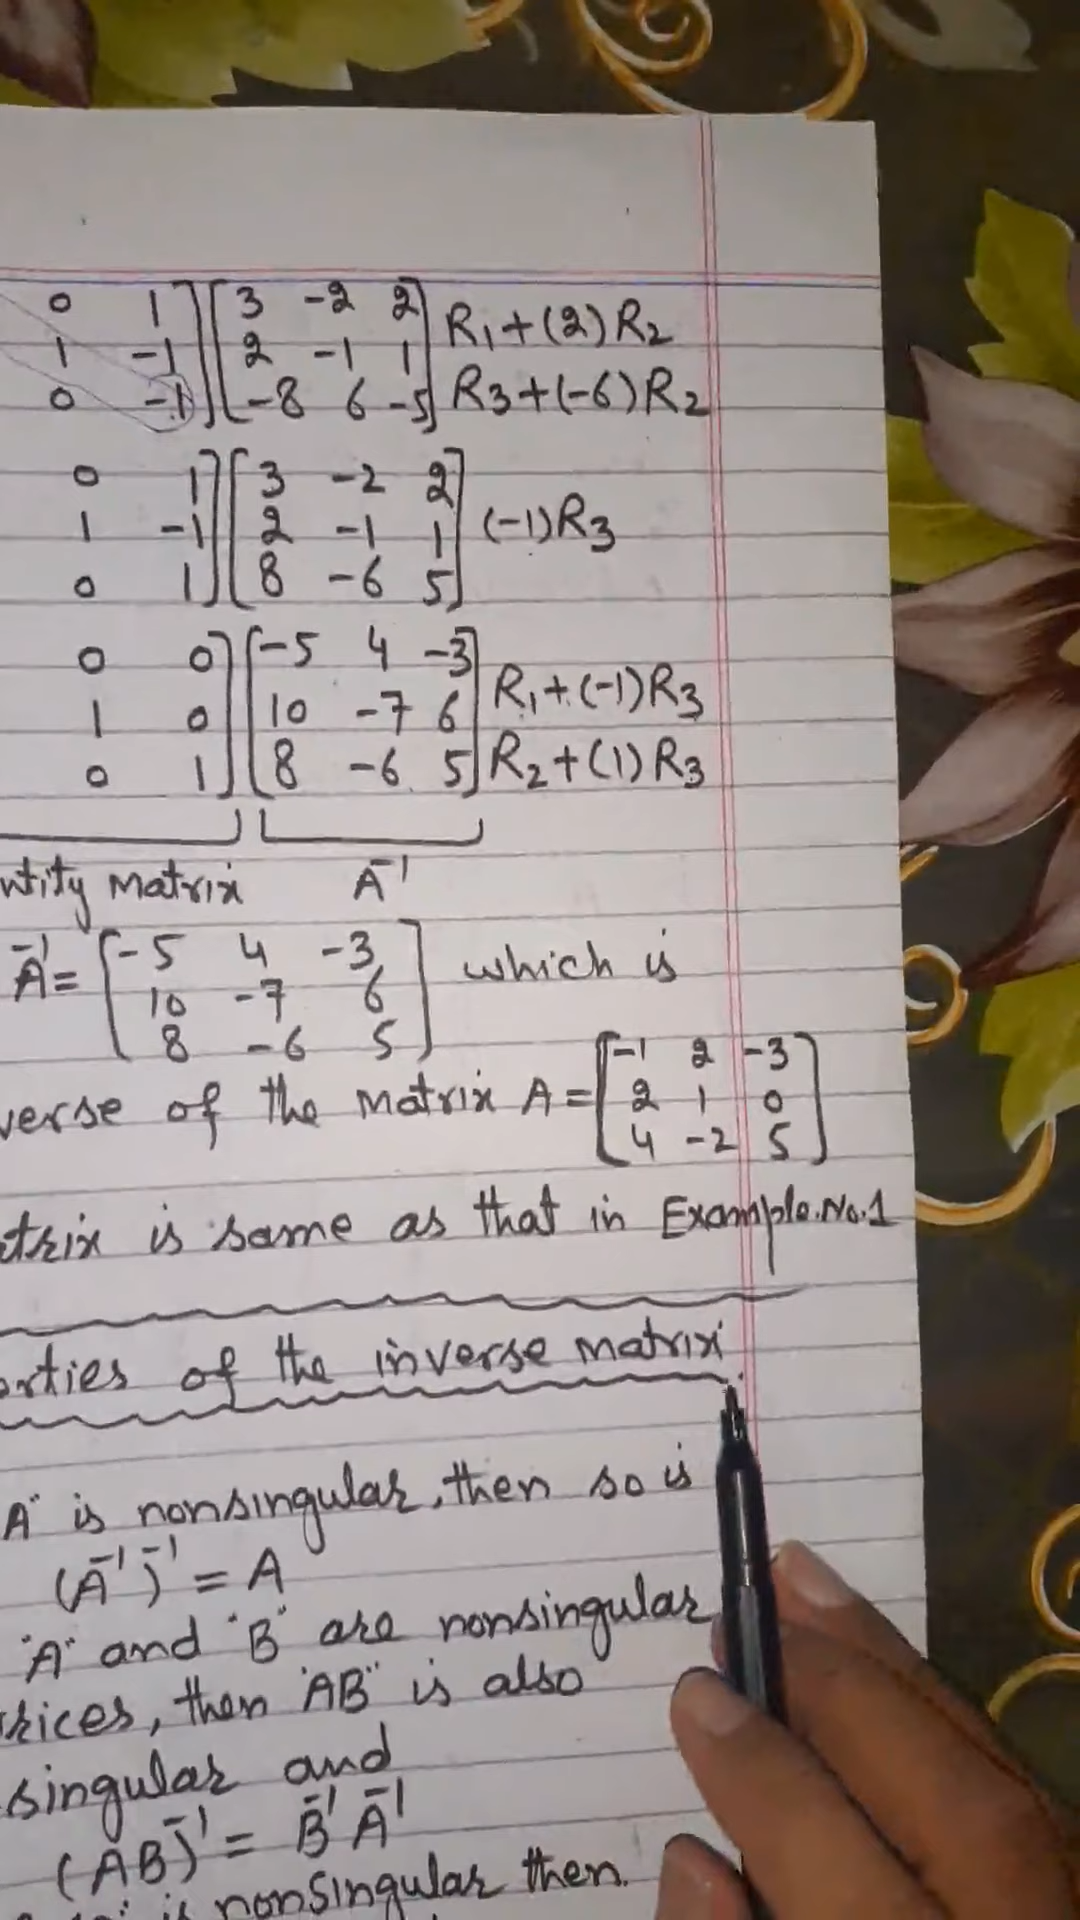 0 1 ] [ 3 -2 2 ] R₁+(2)R₂
1 -1 ] [ 2 -1 1 ]
0 -1 ] [ -8 6 -5 ] R₃+(-6)R₂
0 1 ] [ 3 -2 2 ]
1 -1 ] [ 2 -1 1 ] (-1)R₃
0 1 ] [ 8 -6 5 ]
0 0 ] [ -5 4 -3 ]
1 0 ] [ 10 -7 6 ] R₁+(-1)R₃
0 1 ] [ 8 -6 5 ] R₂+(1)R₃
ntity Matrix A⁻¹
A⁻¹= [ -5 4 -3 ] which is
[ 10 -7 6 ]
[ 8 -6 5 ]
[ -1 2 -3 ]
verse of the Matrix A = [ 2 1 0 ]
[ 4 -2 5 ]
trix is same as that in Example.No.1
erties of the inverse matrix
A" is nonsingular, then so is
(A⁻¹)⁻¹ = A
"A" and "B" are nonsingular
trices, then "AB" is also
singular and
(AB)⁻¹ = B⁻¹ A⁻¹
is nonsingular then.